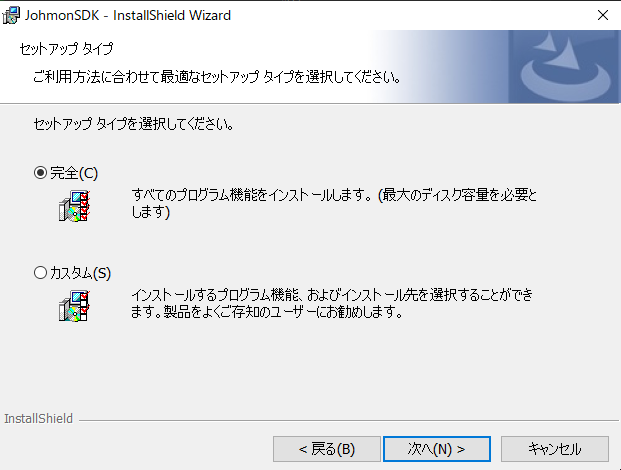 JohmonSDK - InstallShield Wizard
セットアップ タイプ
ご利用方法に合わせて最適なセットアップ タイプを選択してください。
セットアップ タイプを選択してください。
完全(C)
すべてのプログラム機能をインストールします。(最大のディスク容量を必要と
します)
カスタム(S)
インストールするプログラム機能、およびインストール先を選択することができ
ます。製品をよくご存知のユーザーにお勧めします。
InstallShield
< 戻る(B)
次へ(N) >
キャンセル